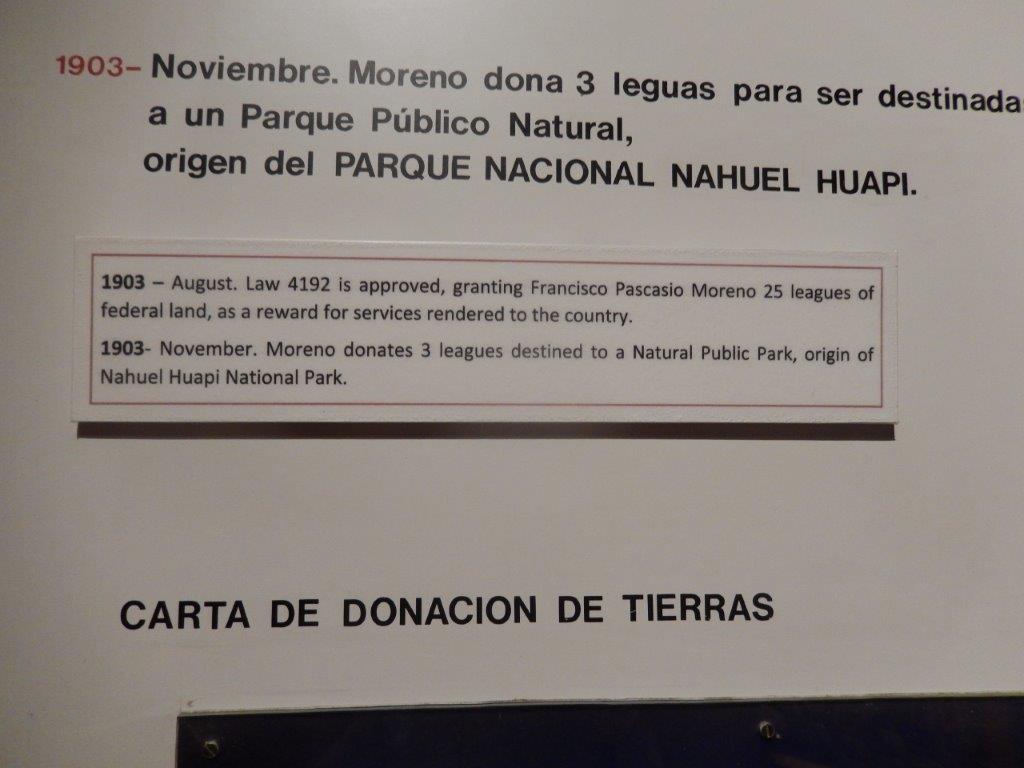 1903– Noviembre. Moreno dona 3 leguas para ser destinada
a un Parque Público Natural,
origen del PARQUE NACIONAL NAHUEL HUAPI.
1903 – August. Law 4192 is approved, granting Francisco Pascasio Moreno 25 leagues of
federal land, as a reward for services rendered to the country.
1903- November. Moreno donates 3 leagues destined to a Natural Public Park, origin of
Nahuel Huapi National Park.
CARTA DE DONACION DE TIERRAS